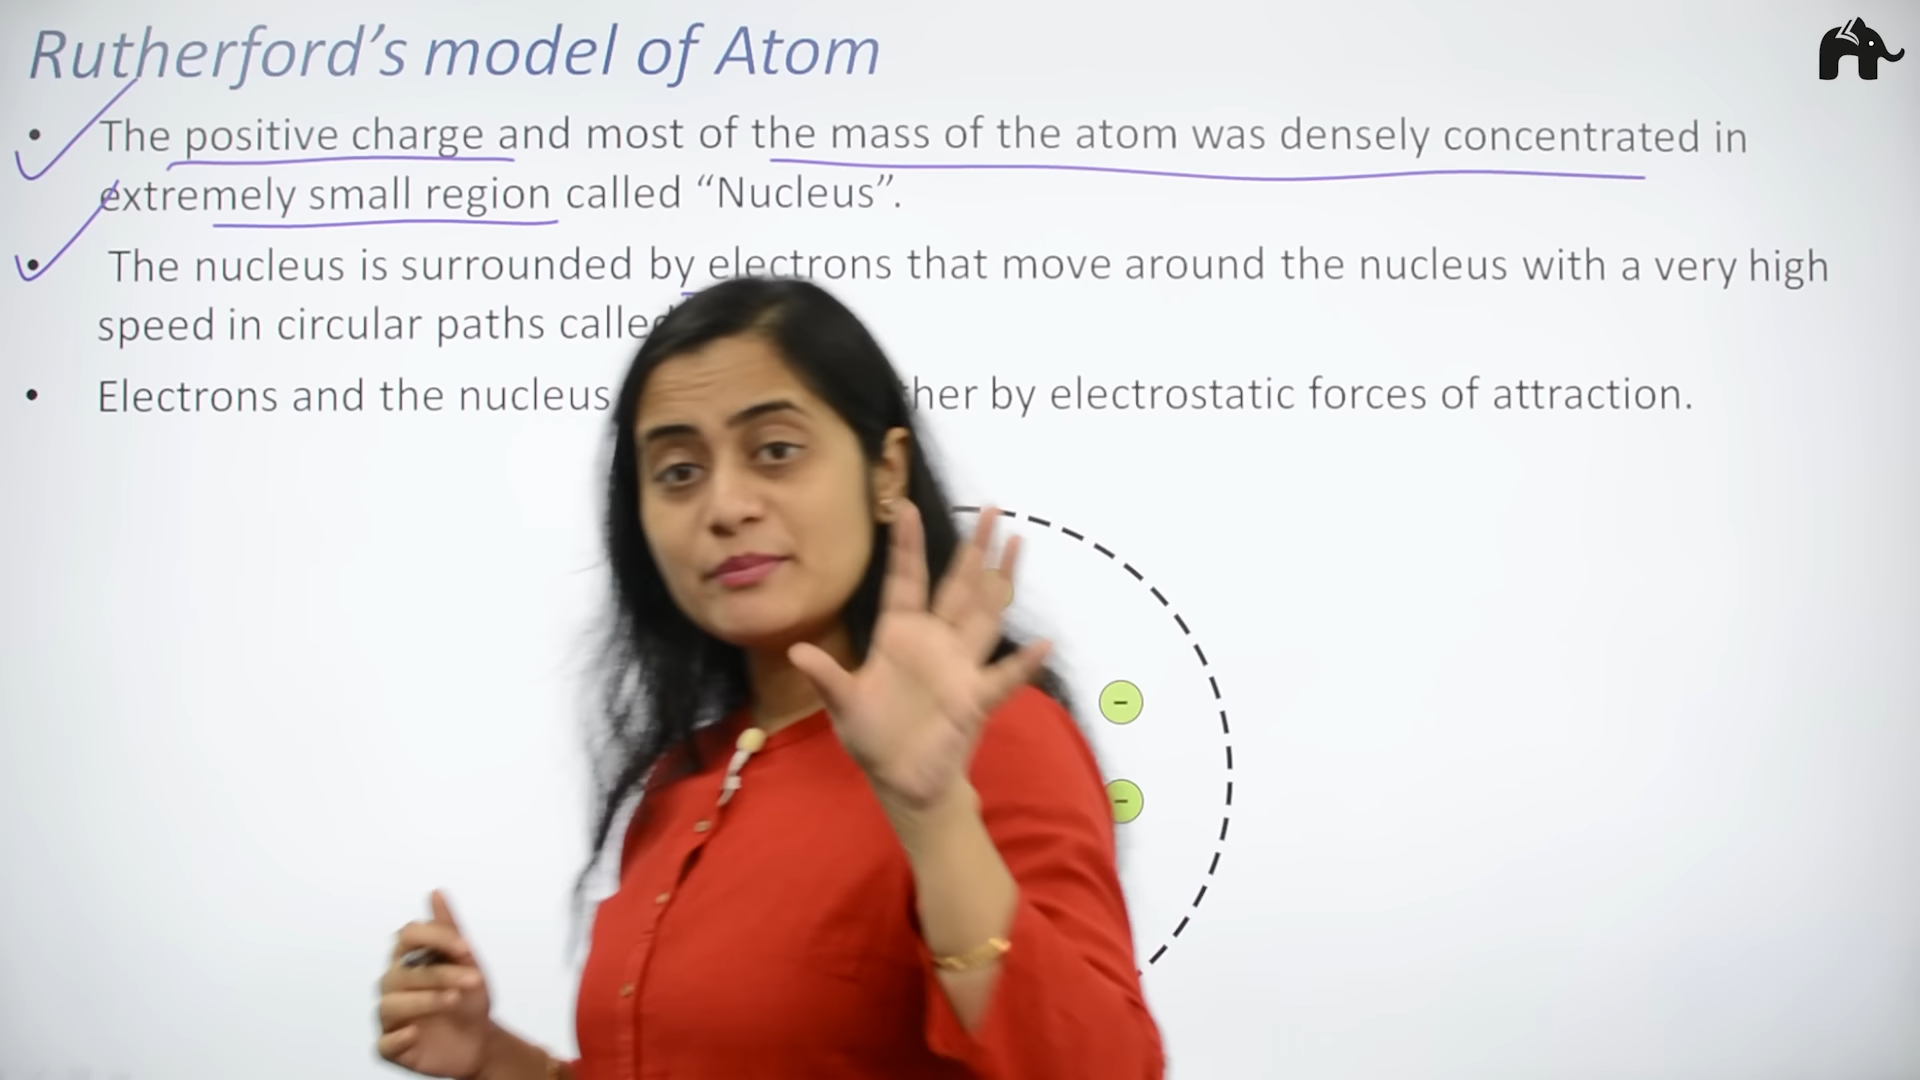 Rutherford's model of Atom
• The positive charge and most of the mass of the atom was densely concentrated in
extremely small region called “Nucleus”.
• The nucleus is surrounded by electrons that move around the nucleus with a very high
speed in circular paths called
• Electrons and the nucleus by electrostatic forces of attraction.
−
−